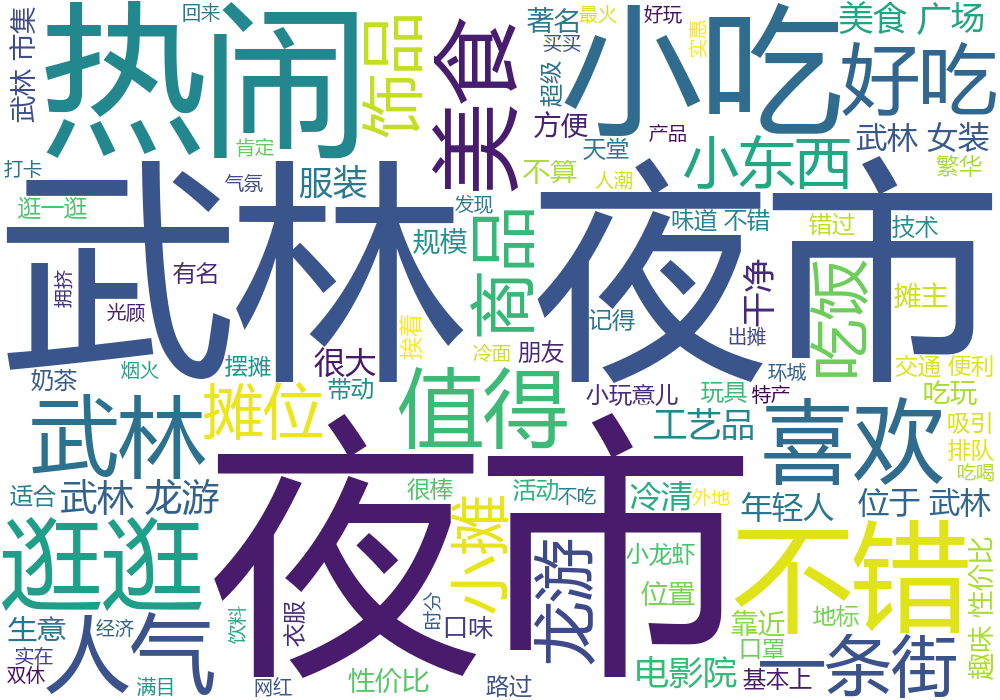 回来
热闹
饰品
美食
著名
最火
好玩
美食 广场
武林 市集
小吃
买买
实惠
好吃
超级
方便
产品
武林 女装
肯定
天堂
小东西
繁华
打卡
气氛
服装
不算
人潮
逛一逛
发现
武林 夜市
规模
商品
味道 不错
错过
技术
有名
拥挤
光顾
干净
吃饭
摊主
记得
出摊
挨着
冷面
朋友
奶茶
烟火
摆摊
很大
带动
环城
交通 便利
小玩意儿
玩具
特产
吃玩
武林
摊位
值得
工艺品
喜欢
吸引
排队
吃喝
适合
武林 龙游
夜市
很棒
活动
不吃
冷清
外地
年轻人
位于 武林
逛逛
小摊
龙游
小龙虾
不错
位置
趣味 性价比
生意
人气
经济
饮料
衣服
时分
口味
靠近
地标
口罩
实在
双休
满目
网红
性价比
路过
电影院
基本上
一条街